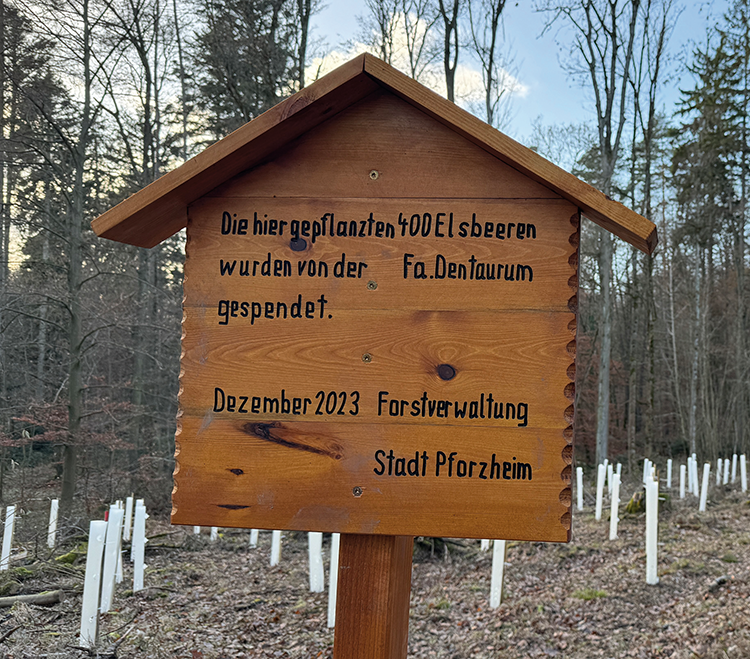 Die hier gepflanzten 400 Elsbeeren
wurden von der Fa. Dentaurum
gespendet.
Dezember 2023 Forstverwaltung
Stadt Pforzheim